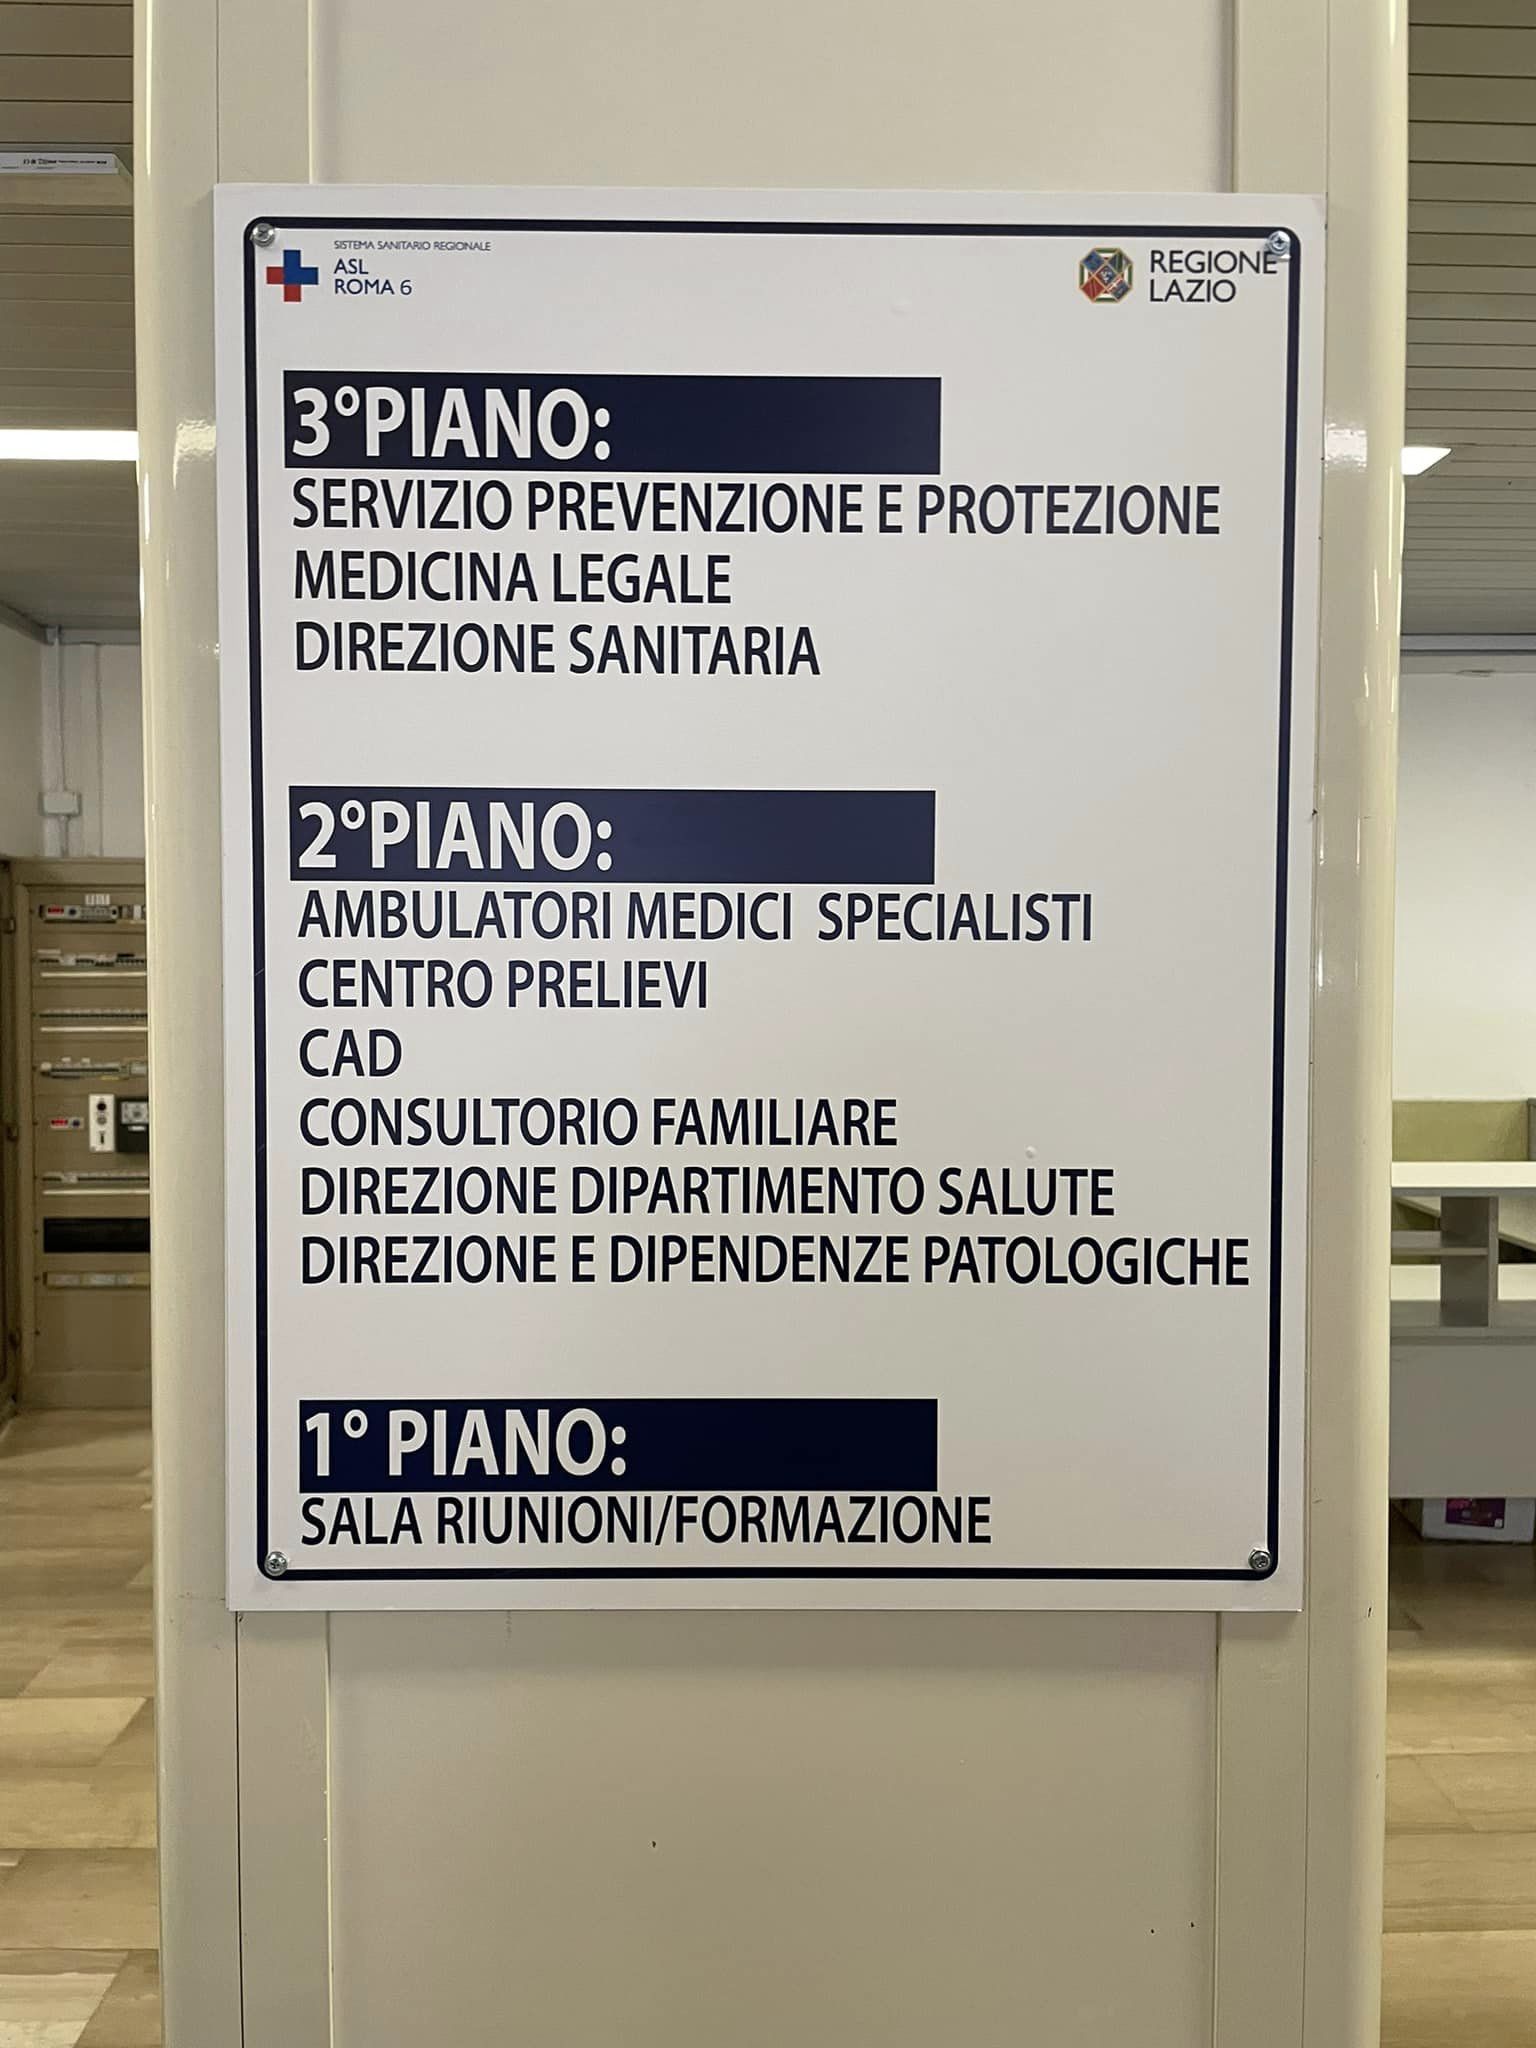 SISTEMA SANITARIO REGIONALE
ASL
ROMA 6
REGIONE
LAZIO
3°PIANO:
SERVIZIO PREVENZIONE E PROTEZIONE
MEDICINA LEGALE
DIREZIONE SANITARIA
2°PIANO:
AMBULATORI MEDICI SPECIALISTI
CENTRO PRELIEVI
CAD
CONSULTORIO FAMILIARE
DIREZIONE DIPARTIMENTO SALUTE
DIREZIONE E DIPENDENZE PATOLOGICHE
1° PIANO:
SALA RIUNIONI/FORMAZIONE